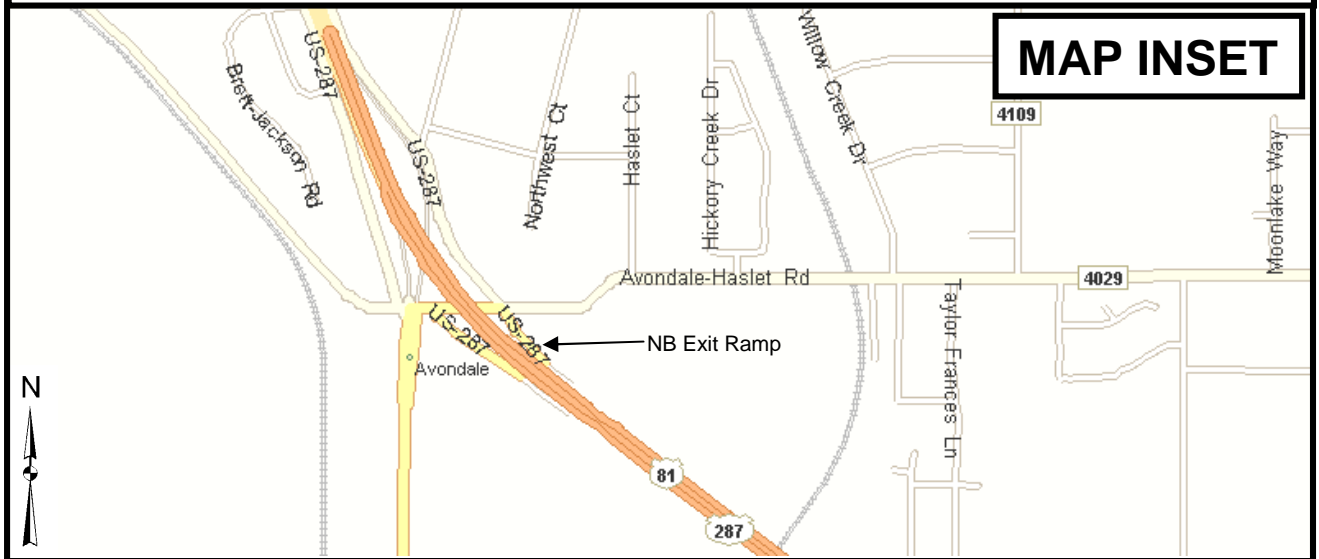 MAP INSET
US-287
Brett-Jackson Rd
US-287
Northwest Ct
Haslet Ct
Hickory Creek Dr
Willow Creek Dr
4109
Moonlake Way
Avondale-Haslet Rd
4029
US-287
US-287
NB Exit Ramp
Avondale
Taylor Frances Ln
N
81
287